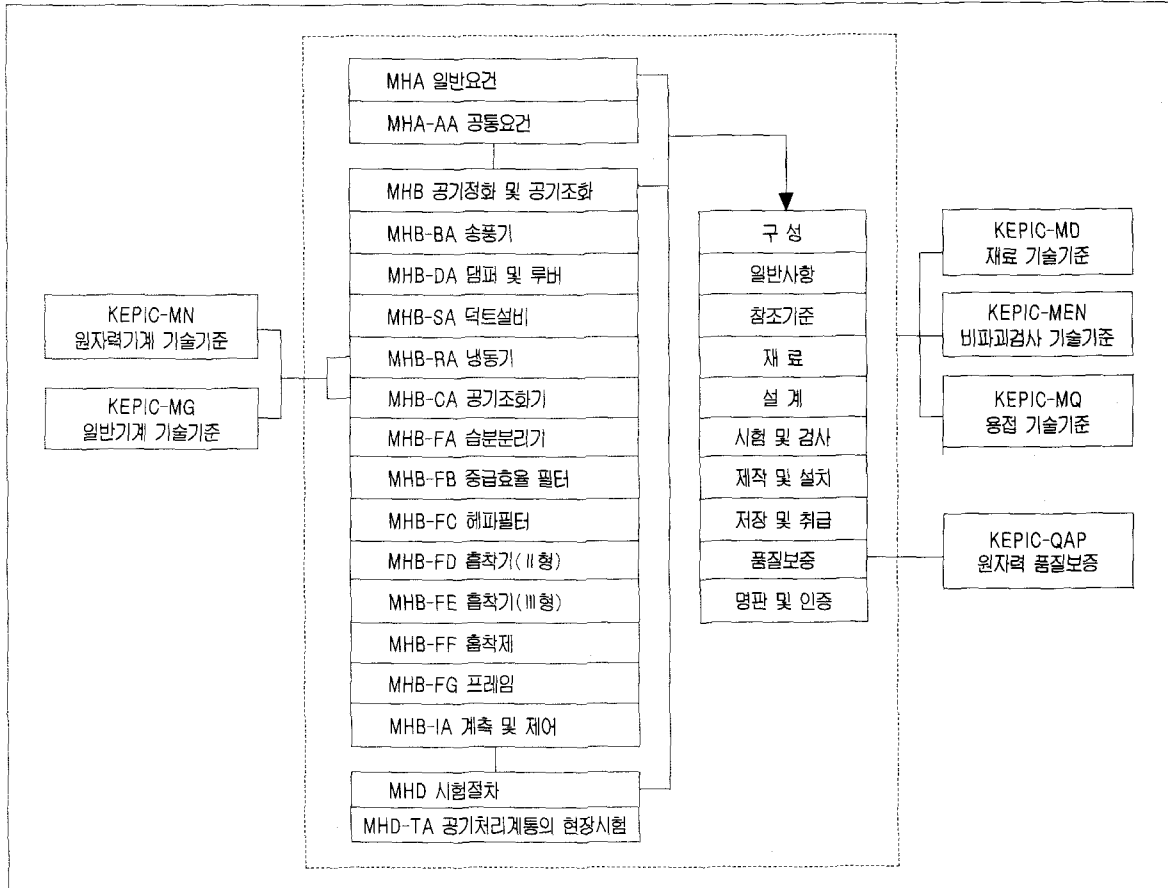 MHA 일반요건
MHA-AA 공통요건
MHB 공기정화 및 공기조화
MHB-BA 송풍기
MHB-DA 댐퍼 및 루버
MHB-SA 덕트설비
MHB-RA 냉동기
MHB-CA 공기조화기
MHB-FA 습분분리기
MHB-FB 중급효율 필터
MHB-FC 헤파필터
MHB-FD 흡착기(Ⅱ형)
MHB-FE 흡착기(Ⅲ형)
MHB-FF 흡착제
MHB-FG 프레임
MHB-IA 계측 및 제어
MHD 시험절차
MHD-TA 공기처리계통의 현장시험
KEPIC-MN
원자력기계 기술기준
KEPIC-MG
일반기계 기술기준
구 성
일반사항
참조기준
재 료
설 계
시험 및 검사
제작 및 설치
저장 및 취급
품질보증
명판 및 인증
KEPIC-MD
재료 기술기준
KEPIC-MEN
비파괴검사 기술기준
KEPIC-MQ
용접 기술기준
KEPIC-QAP
원자력 품질보증